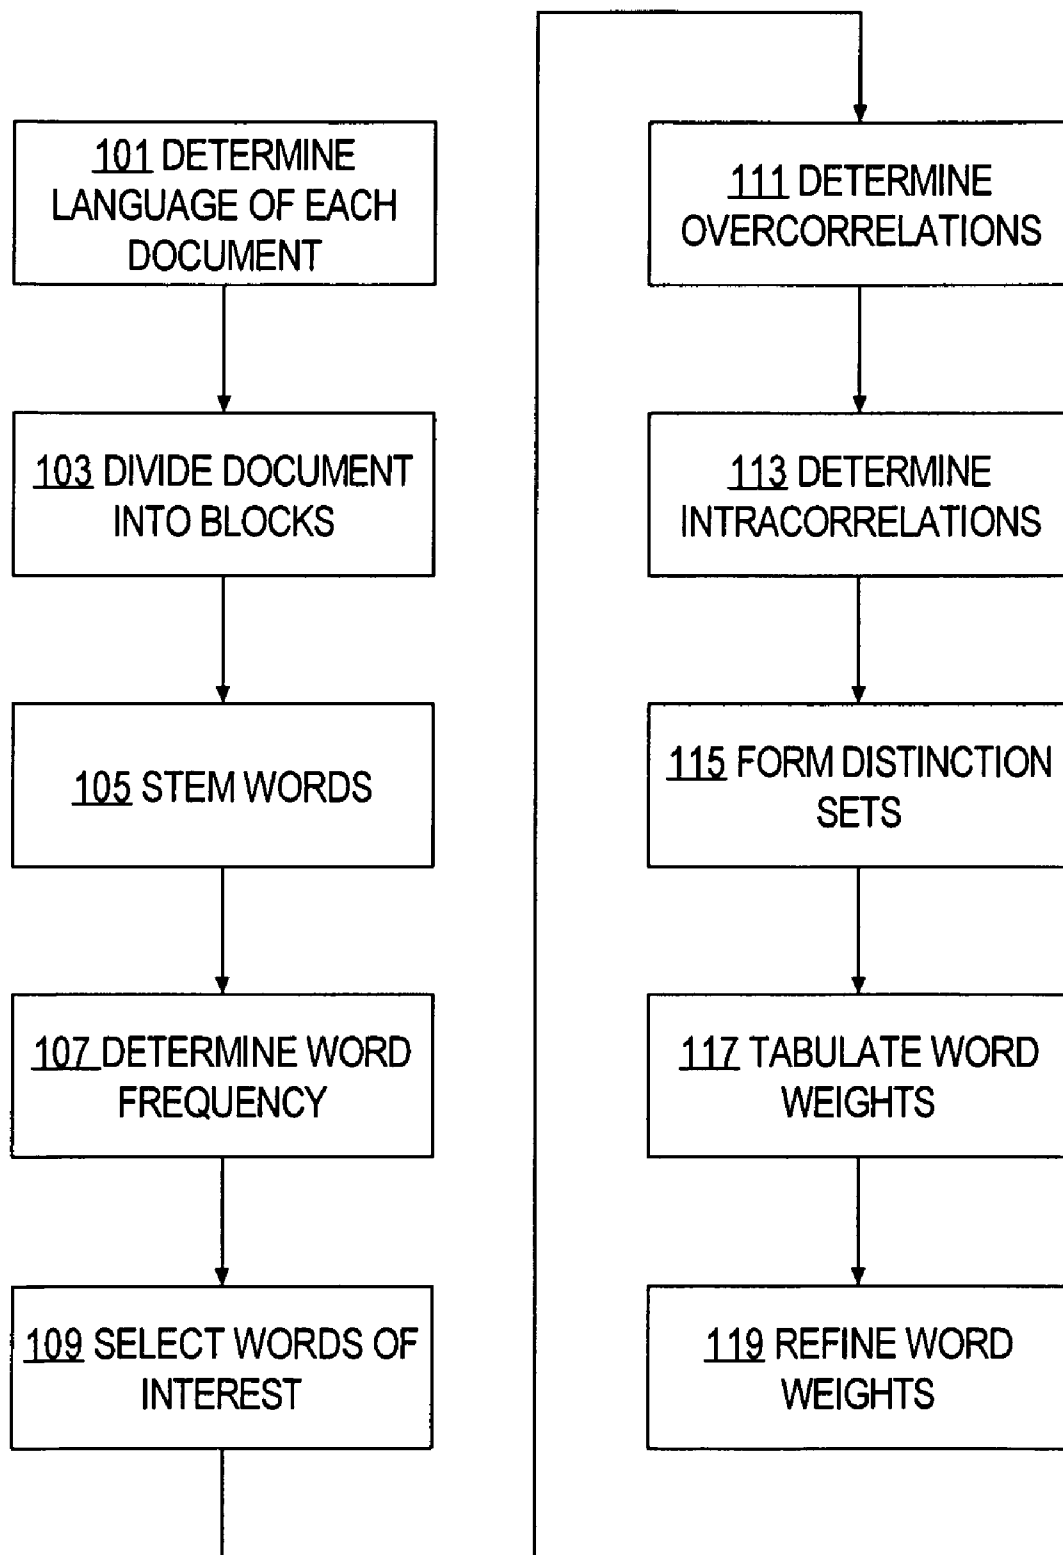 101 DETERMINE
LANGUAGE OF EACH
DOCUMENT
103 DIVIDE DOCUMENT
INTO BLOCKS
105 STEM WORDS
107 DETERMINE WORD
FREQUENCY
109 SELECT WORDS OF
INTEREST
111 DETERMINE
OVERCORRELATIONS
113 DETERMINE
INTRACORRELATIONS
115 FORM DISTINCTION
SETS
117 TABULATE WORD
WEIGHTS
119 REFINE WORD
WEIGHTS